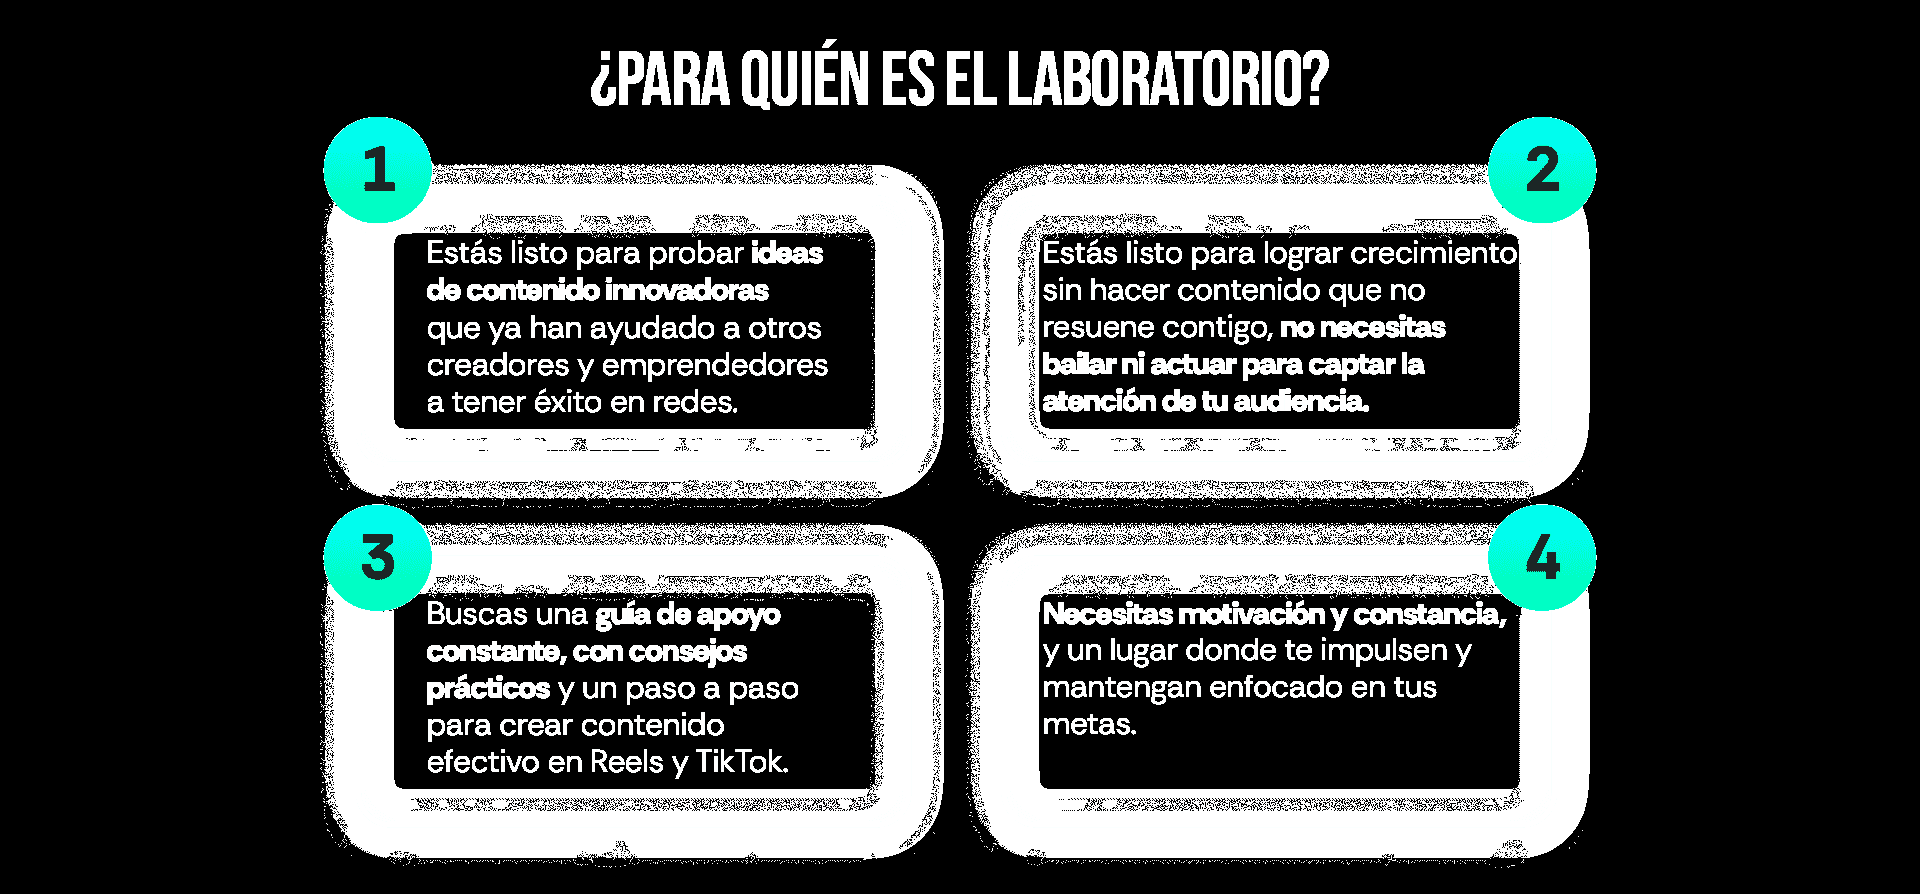 ¿PARA QUIÉN ES EL LABORATORIO?
1
Estás listo para probar ideas
de contenido innovadoras
que ya han ayudado a otros
creadores y emprendedores
a tener éxito en redes.
2
Estás listo para lograr crecimiento
sin hacer contenido que no
resuene contigo, no necesitas
bailar ni actuar para captar la
atención de tu audiencia.
3
Buscas una guía de apoyo
constante, con consejos
prácticos y un paso a paso
para crear contenido
efectivo en Reels y TikTok.
4
Necesitas motivación y constancia,
y un lugar donde te impulsen y
mantengan enfocado en tus
metas.